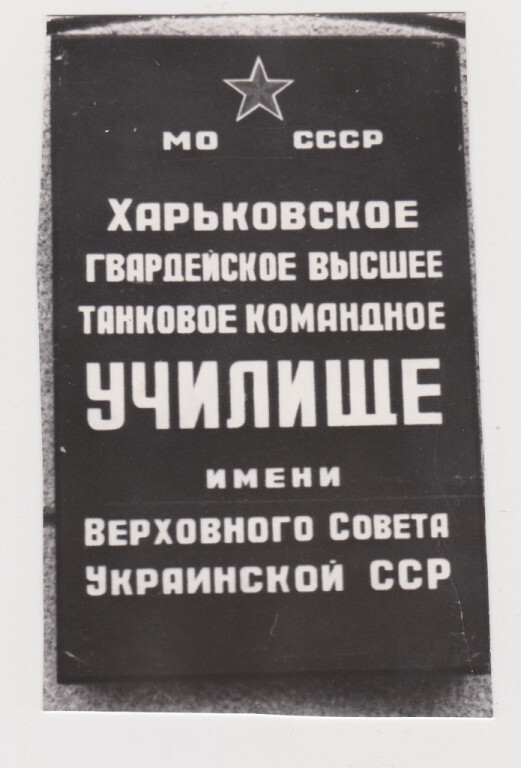 МО СССР
ХАРЬКОВСКОЕ
ГВАРДЕЙСКОЕ ВЫСШЕЕ
ТАНКОВОЕ КОМАНДНОЕ
УЧИЛИЩЕ
ИМЕНИ
ВЕРХОВНОГО СОВЕТА
УКРАИНСКОЙ ССР